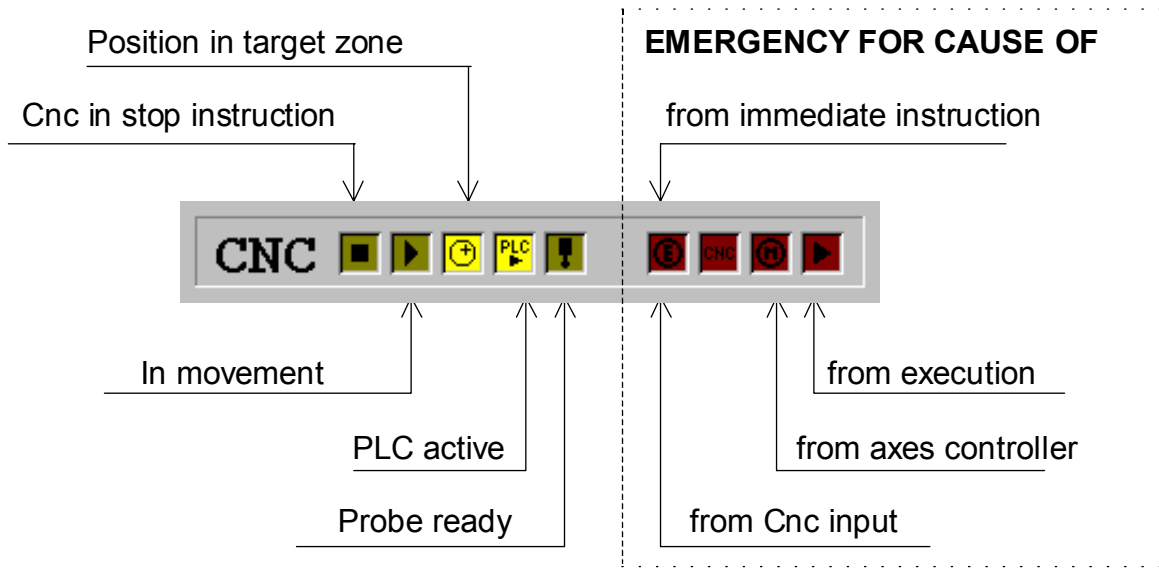 Position in target zone
EMERGENCY FOR CAUSE OF
Cnc in stop instruction
from immediate instruction
CNC
PLC
E
CNC
M
In movement
from execution
PLC active
from axes controller
Probe ready
from Cnc input